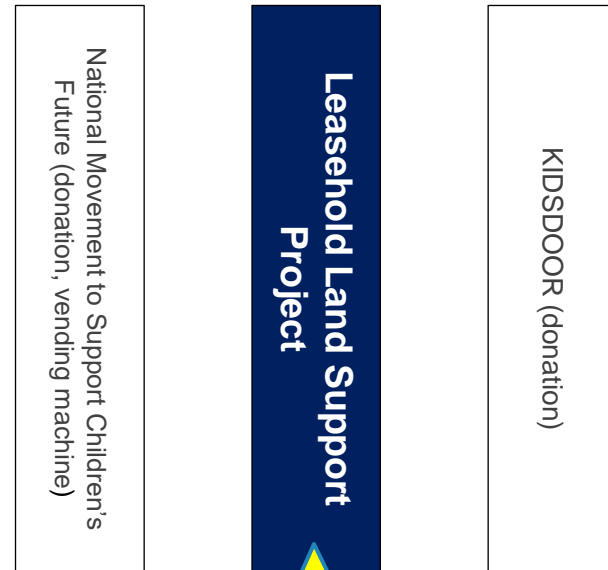 National Movement to Support Children’s
Future (donation, vending machine)
Leasehold Land Support
Project
KIDSDOOR (donation)